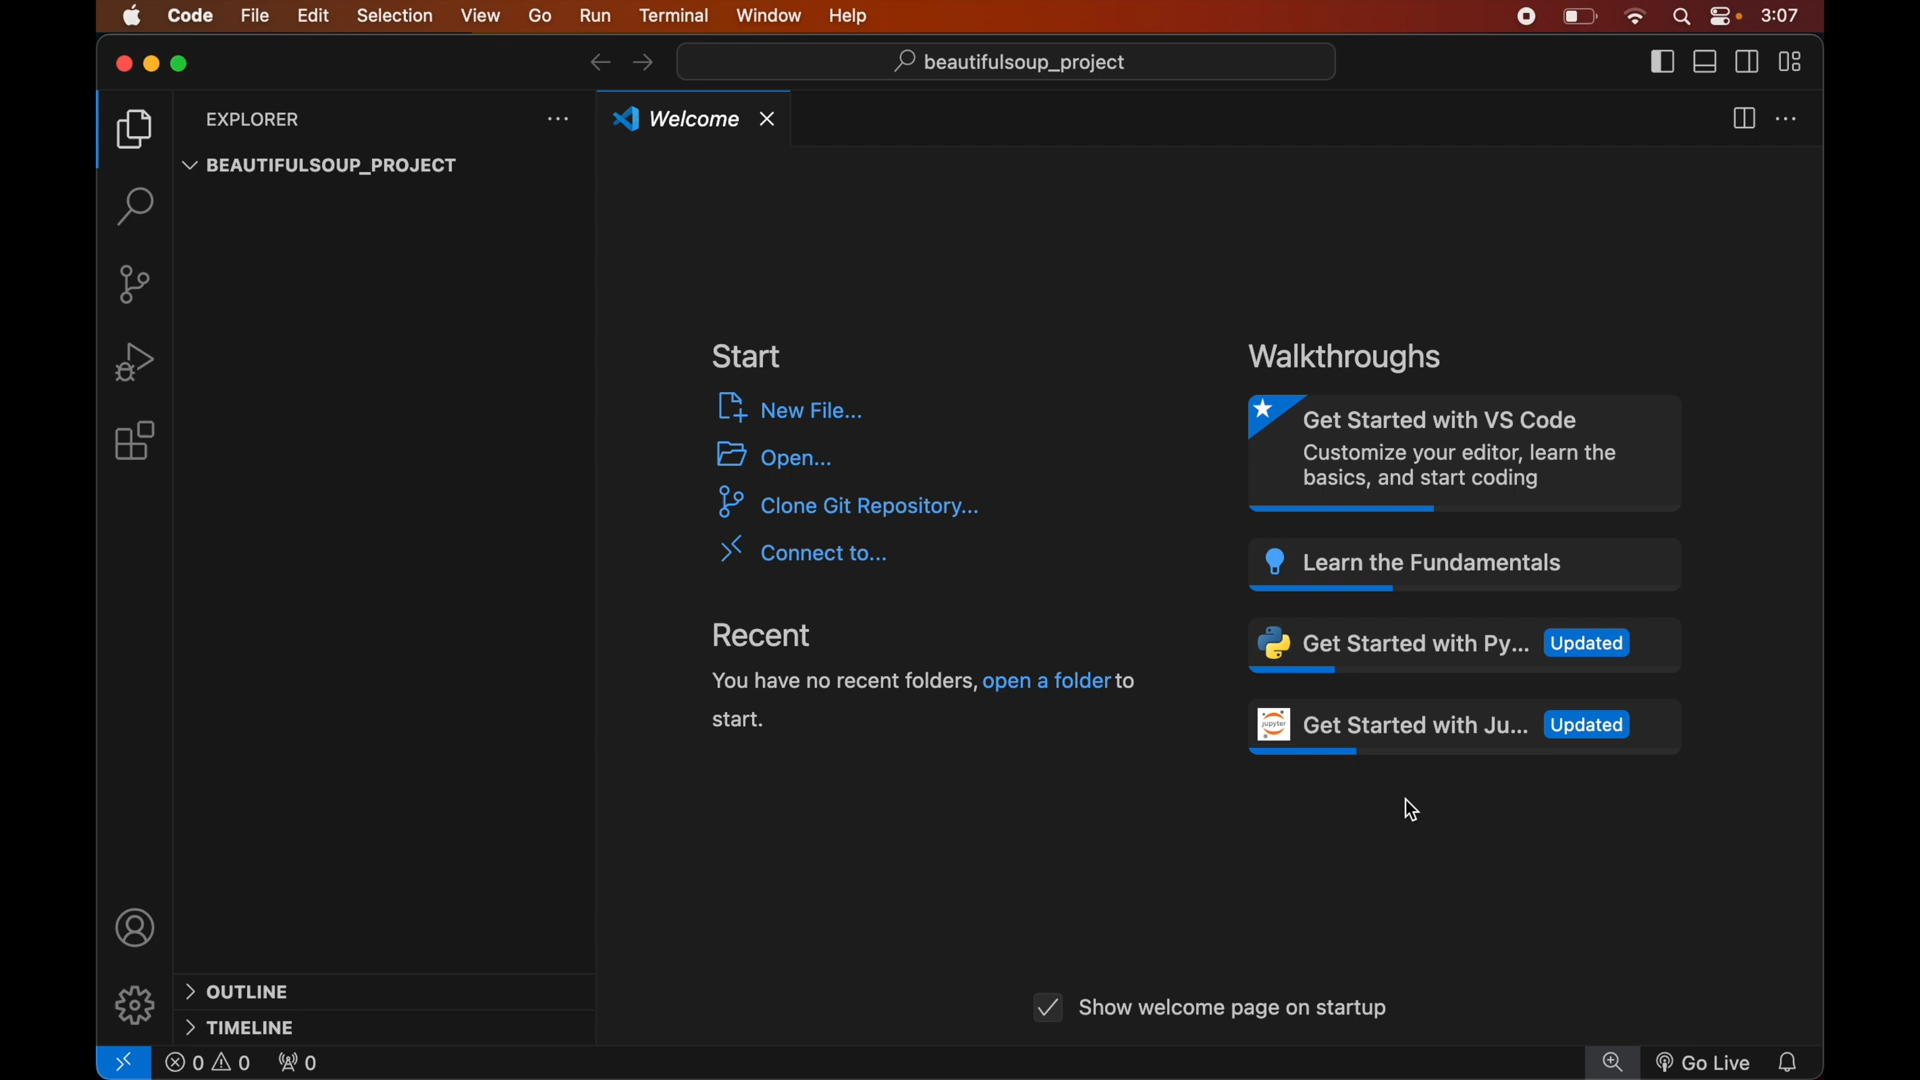 Code File Edit Selection View Go Run Terminal Window Help 3:07
beautifulsoup_project
EXPLORER
Welcome
BEAUTIFULSOUP_PROJECT
Start
New File...
Open...
Clone Git Repository...
Connect to...
Recent
You have no recent folders, open a folder to
start.
Walkthroughs
Get Started with VS Code
Customize your editor, learn the
basics, and start coding
Learn the Fundamentals
Get Started with Py... Updated
jupyter
Get Started with Ju... Updated
Show welcome page on startup
OUTLINE
TIMELINE
0 0 0
Go Live